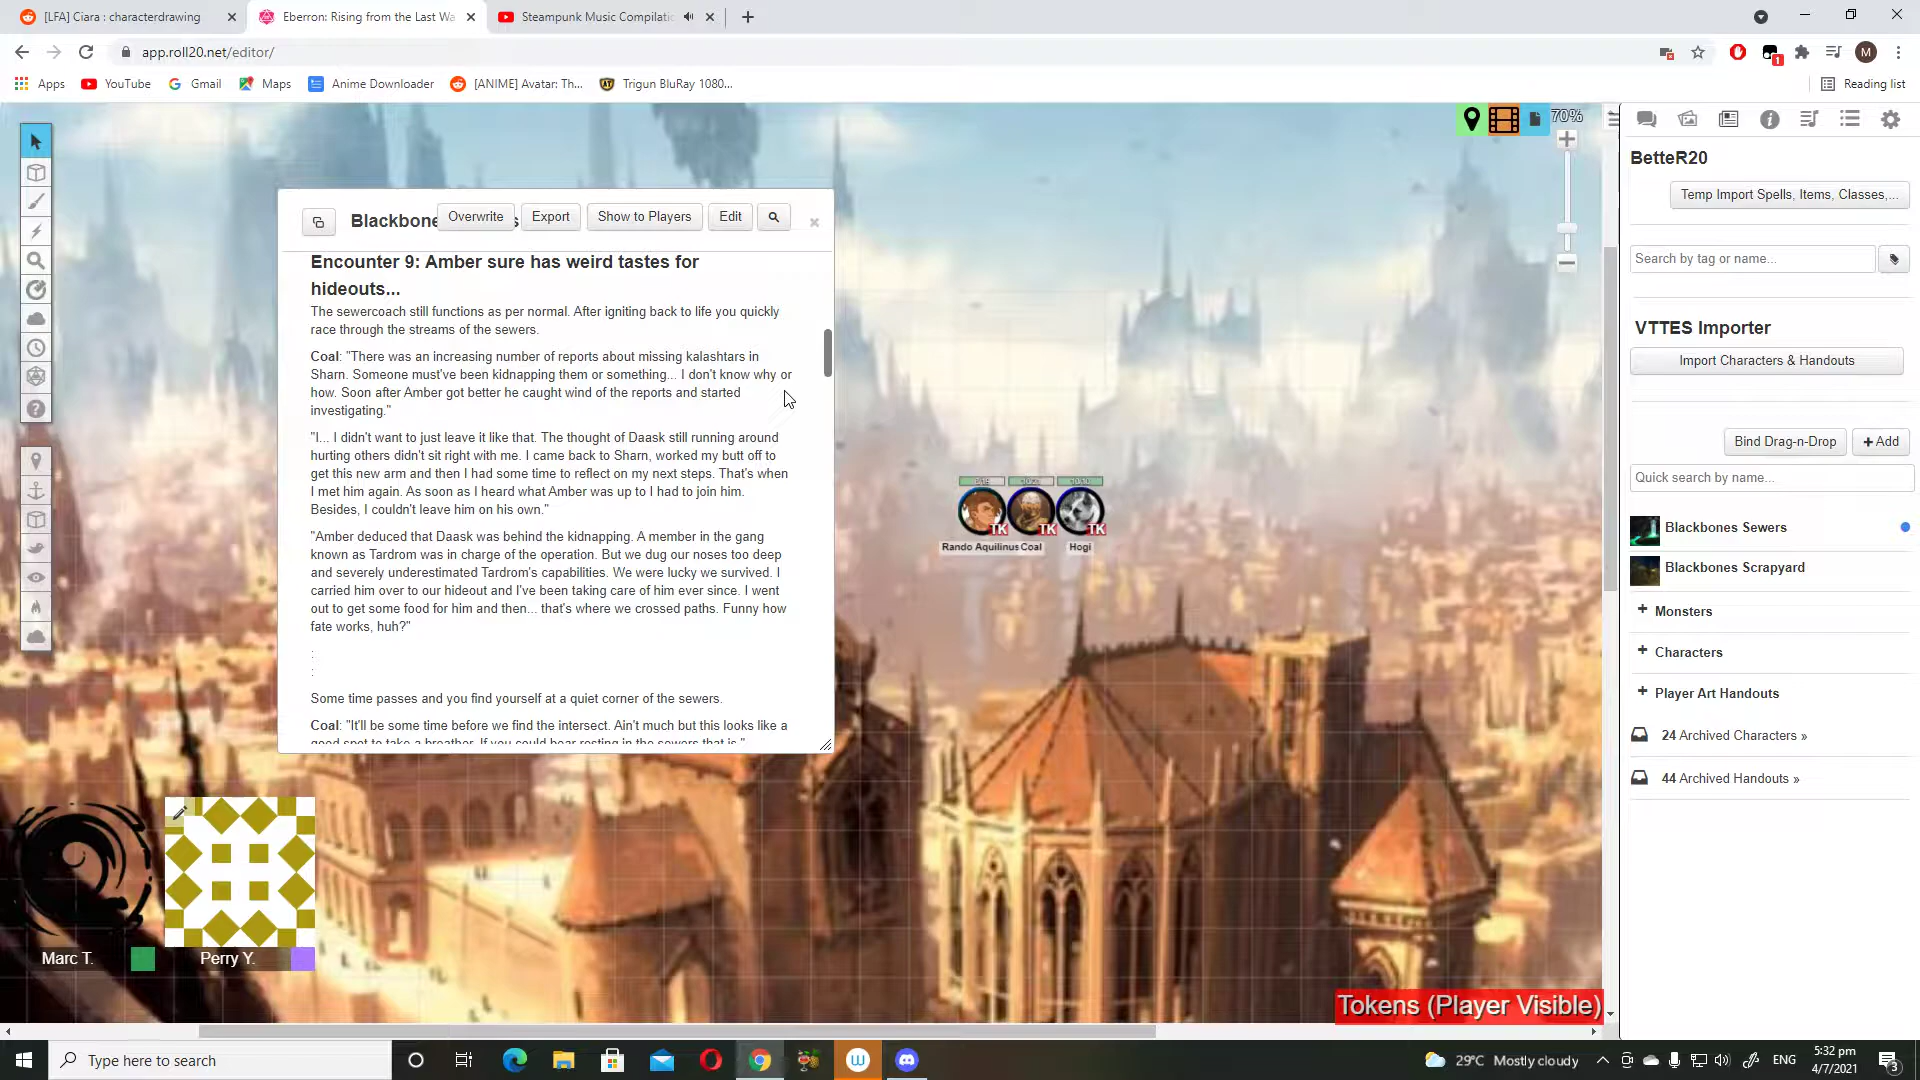 [LFA] Ciara : characterdrawing
Eberron: Rising from the Last Wa
Steampunk Music Compilatio
app.roll20.net/editor/
M
1
Apps
YouTube
Gmail
Maps
Anime Downloader
[ANIME] Avatar: Th...
Trigun BluRay 1080...
Reading list
70%
BetteR20
Temp Import Spells, Items, Classes,...
Search by tag or name...
VTTES Importer
Import Characters & Handouts
Bind Drag-n-Drop
+ Add
Quick search by name...
Blackbones Sewers
Blackbones Scrapyard
Monsters
Characters
Player Art Handouts
24 Archived Characters »
44 Archived Handouts »
Blackbone
s
Overwrite
Export
Show to Players
Edit
Encounter 9: Amber sure has weird tastes for
hideouts...
The sewercoach still functions as per normal. After igniting back to life you quickly
race through the streams of the sewers.
Coal: "There was an increasing number of reports about missing kalashtars in
Sharn. Someone must've been kidnapping them or something... I don't know why or
how. Soon after Amber got better he caught wind of the reports and started
investigating."
"I... I didn't want to just leave it like that. The thought of Daask still running around
hurting others didn't sit right with me. I came back to Sharn, worked my butt off to
get this new arm and then I had some time to reflect on my next steps. That's when
I met him again. As soon as I heard what Amber was up to I had to join him.
Besides, I couldn't leave him on his own."
"Amber deduced that Daask was behind the kidnapping. A member in the gang
known as Tardrom was in charge of the operation. But we dug our noses too deep
and severely underestimated Tardrom's capabilities. We were lucky we survived. I
carried him over to our hideout and I've been taking care of him ever since. I went
out to get some food for him and then... that's where we crossed paths. Funny how
fate works, huh?"
:
:
Some time passes and you find yourself at a quiet corner of the sewers.
Coal: "It'll be some time before we find the intersect. Ain't much but this looks like a
good spot to take a breather. If you could bear resting in the sewers that is."
TK
TK
TK
Rando Aquilinus
Coal
Hogi
Marc T.
Perry Y.
Tokens (Player Visible)
Type here to search
29°C Mostly cloudy
ENG
5:32 pm
4/7/2021
3